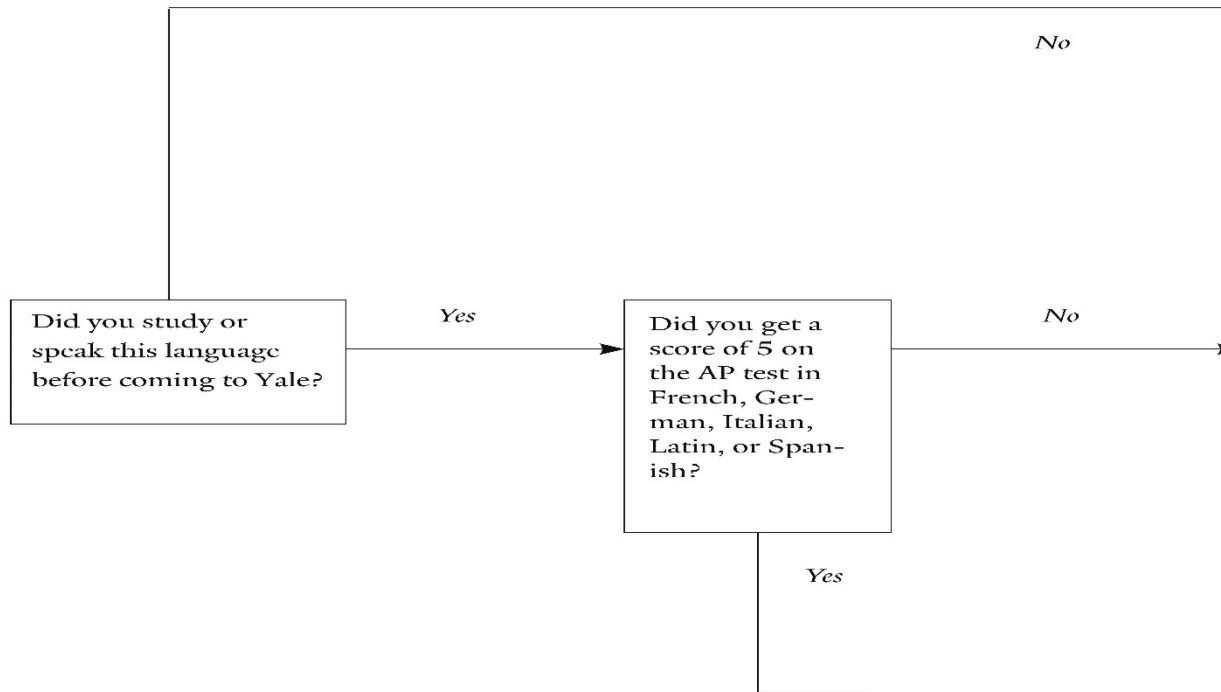 No
Did you study or
speak this language
before coming to Yale?
Yes
Did you get a
score of 5 on
the AP test in
French, Ger-
man, Italian,
Latin, or Span-
ish?
No
Yes